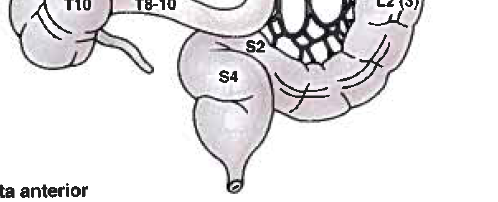 T10
T8-10
L2 (3)
S2
S4
ta anterior